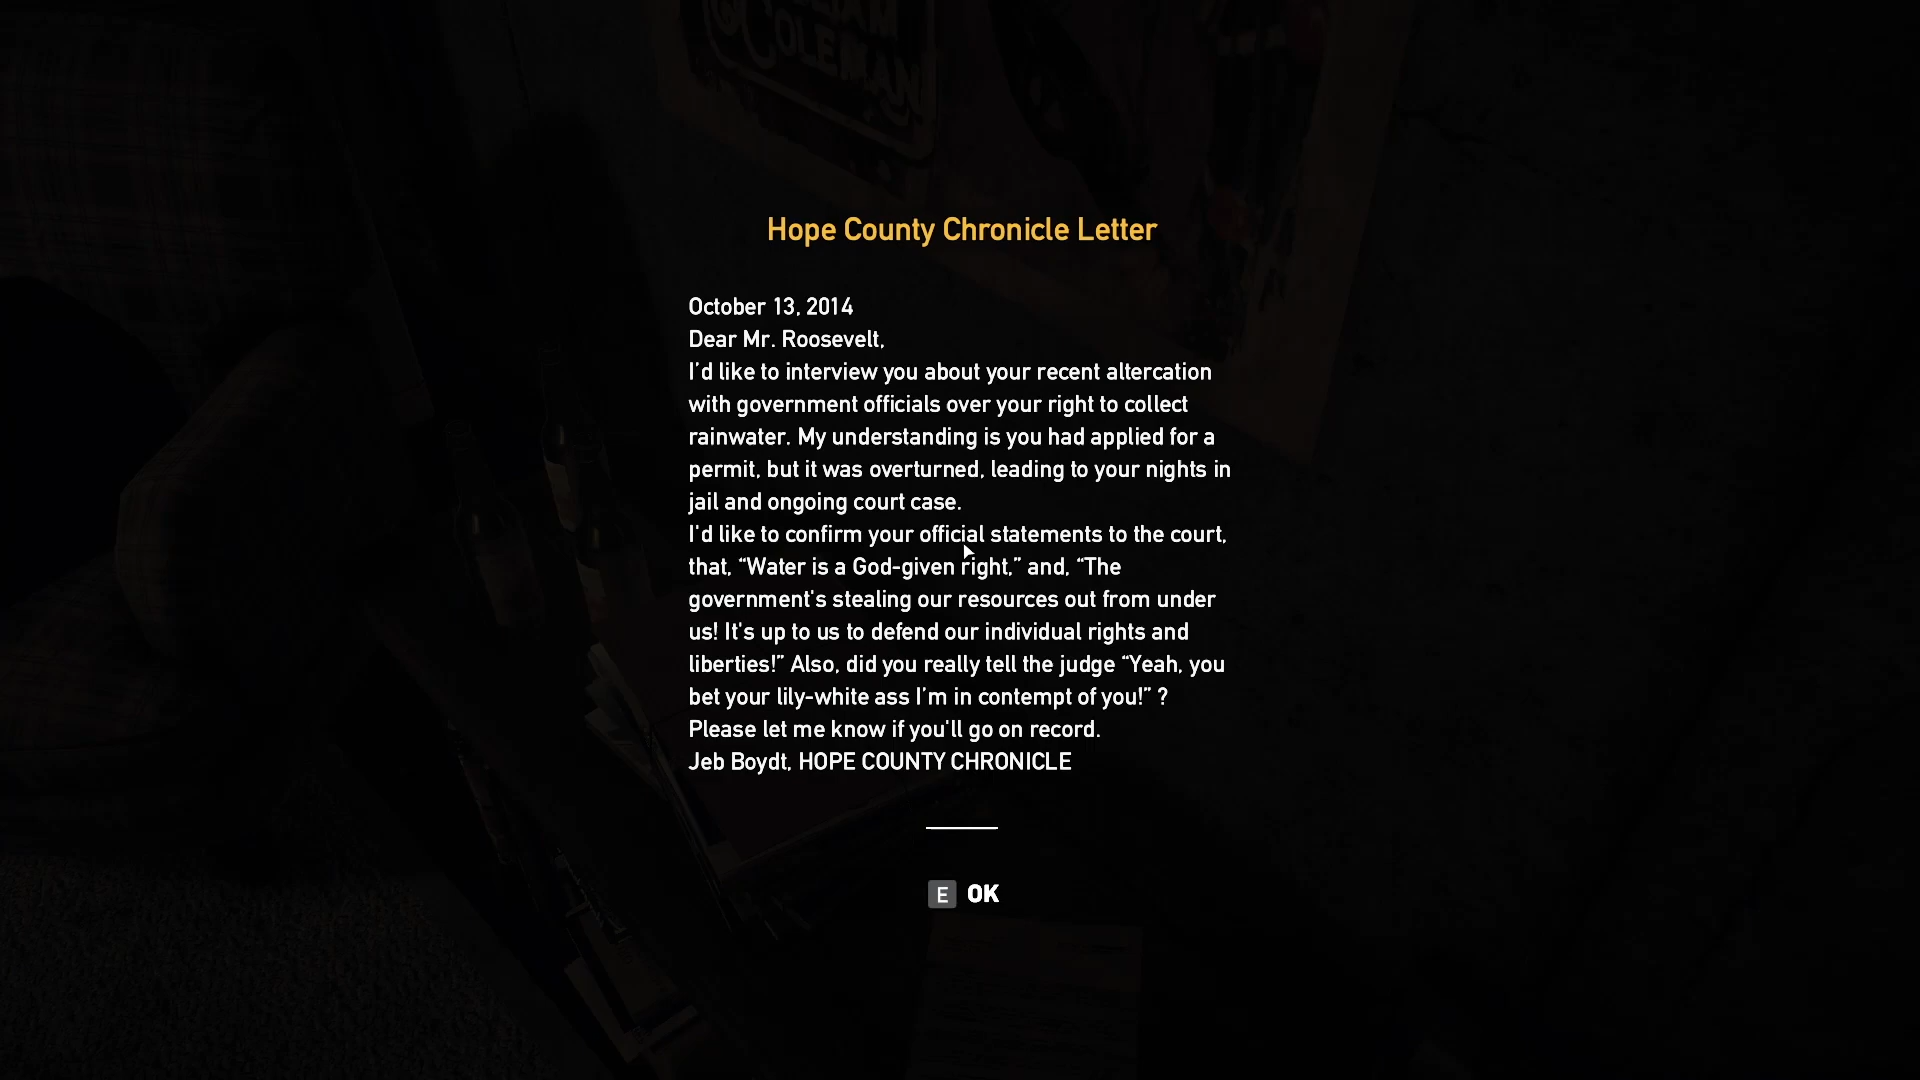 COLEMAN
Hope County Chronicle Letter
October 13, 2014
Dear Mr. Roosevelt,
I’d like to interview you about your recent altercation
with government officials over your right to collect
rainwater. My understanding is you had applied for a
permit, but it was overturned, leading to your nights in
jail and ongoing court case.
I'd like to confirm your official statements to the court,
that, “Water is a God-given right,” and, “The
government's stealing our resources out from under
us! It's up to us to defend our individual rights and
liberties!” Also, did you really tell the judge “Yeah, you
bet your lily-white ass I’m in contempt of you!” ?
Please let me know if you'll go on record.
Jeb Boydt, HOPE COUNTY CHRONICLE
E OK